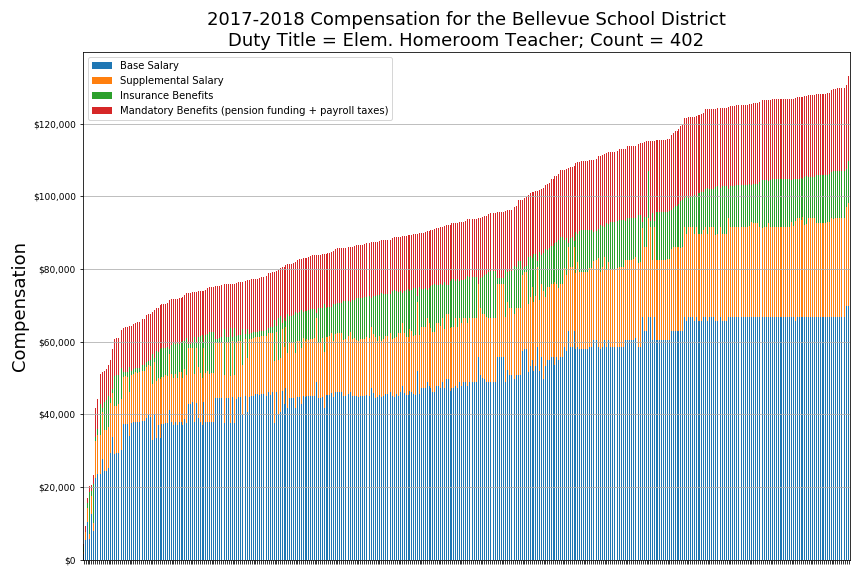 2017-2018 Compensation for the Bellevue School District
Duty Title = Elem. Homeroom Teacher; Count = 402
Base Salary
Supplemental Salary
Insurance Benefits
Mandatory Benefits (pension funding + payroll taxes)
$120,000
$100,000
$80,000
$60,000
$40,000
$20,000
$0
Compensation